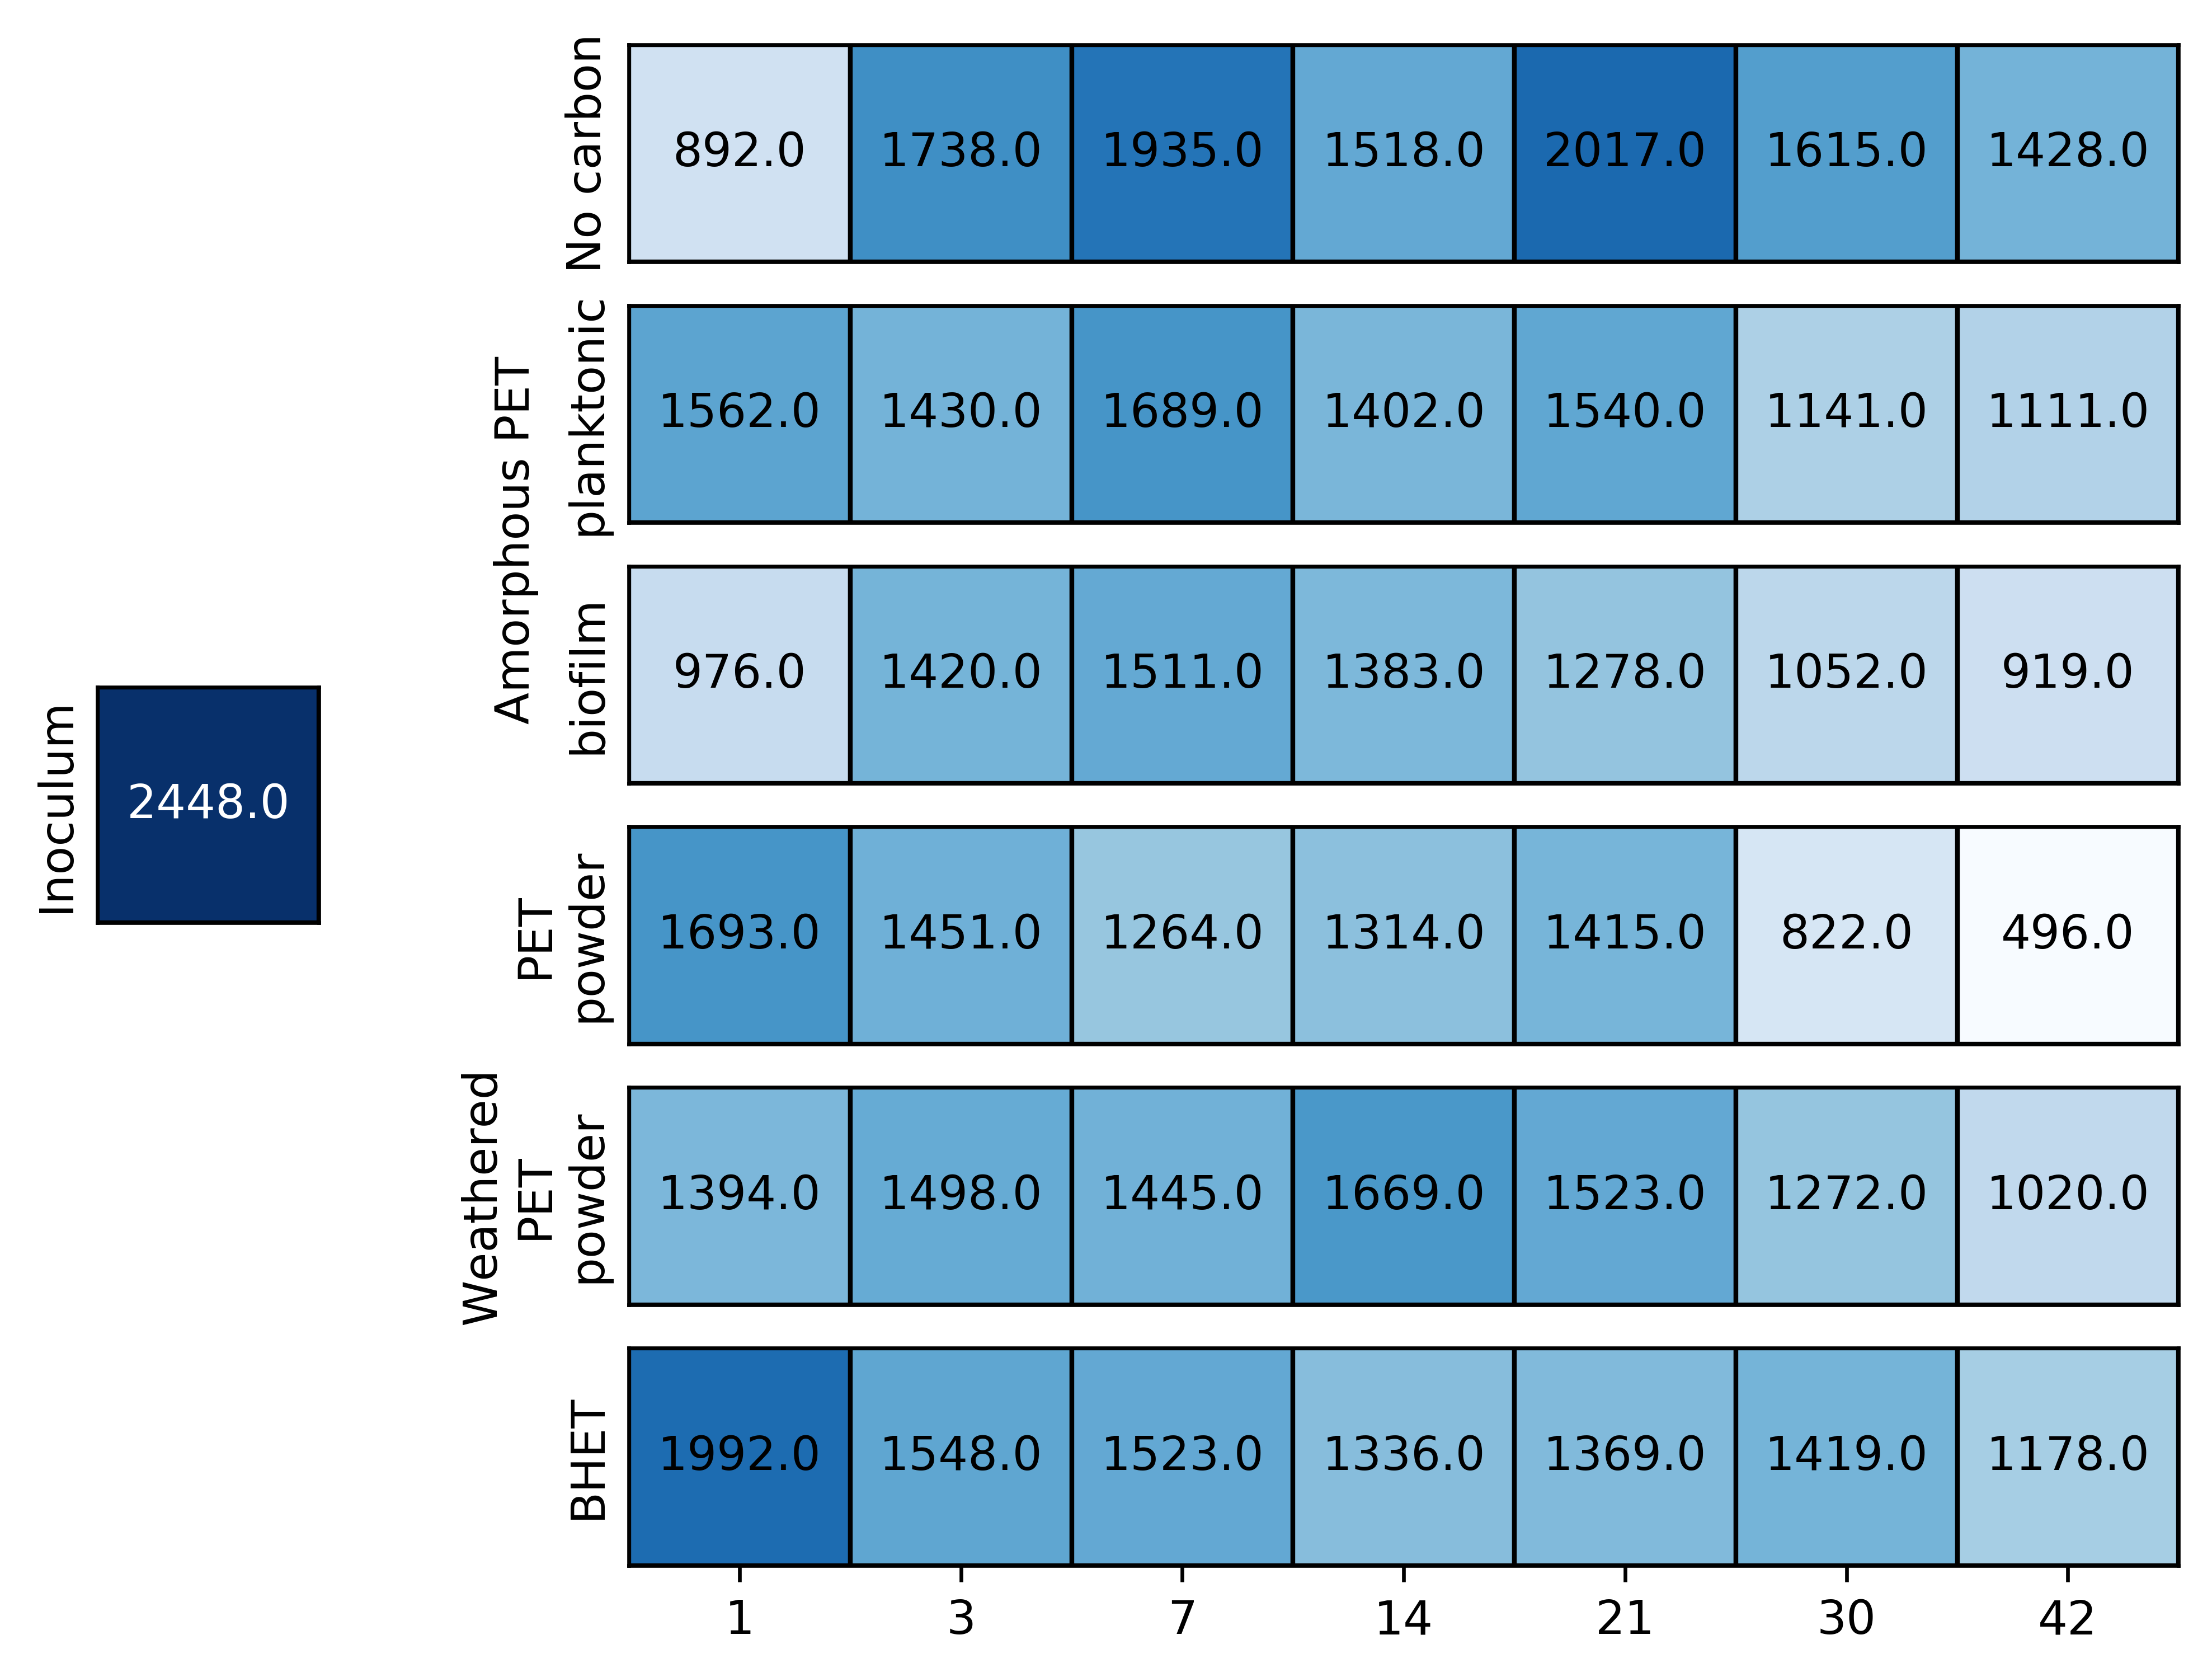 Inoculum
2448.0
No carbon
892.0 1738.0 1935.0 1518.0 2017.0 1615.0 1428.0
Amorphous PET
planktonic
1562.0 1430.0 1689.0 1402.0 1540.0 1141.0 1111.0
biofilm
976.0 1420.0 1511.0 1383.0 1278.0 1052.0 919.0
PET
powder
1693.0 1451.0 1264.0 1314.0 1415.0 822.0 496.0
Weathered
PET
powder
1394.0 1498.0 1445.0 1669.0 1523.0 1272.0 1020.0
BHET
1992.0 1548.0 1523.0 1336.0 1369.0 1419.0 1178.0
1 3 7 14 21 30 42